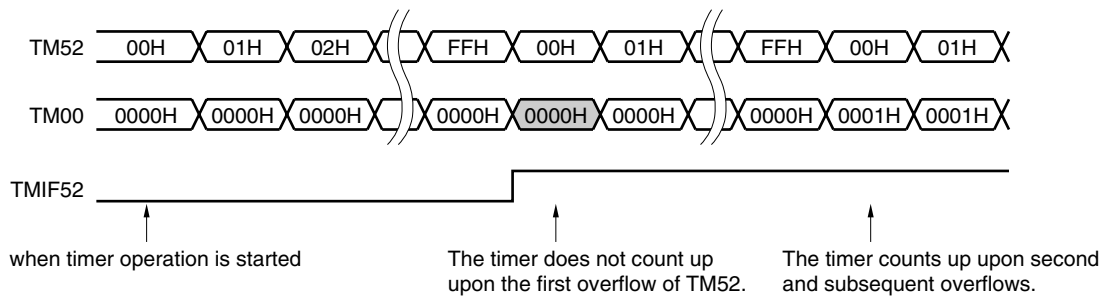 TM52 00H 01H 02H FFH 00H 01H FFH 00H 01H
TM00 0000H 0000H 0000H 0000H 0000H 0000H 0000H 0001H 0001H
TMIF52
when timer operation is started
The timer does not count up
upon the first overflow of TM52.
The timer counts up upon second
and subsequent overflows.